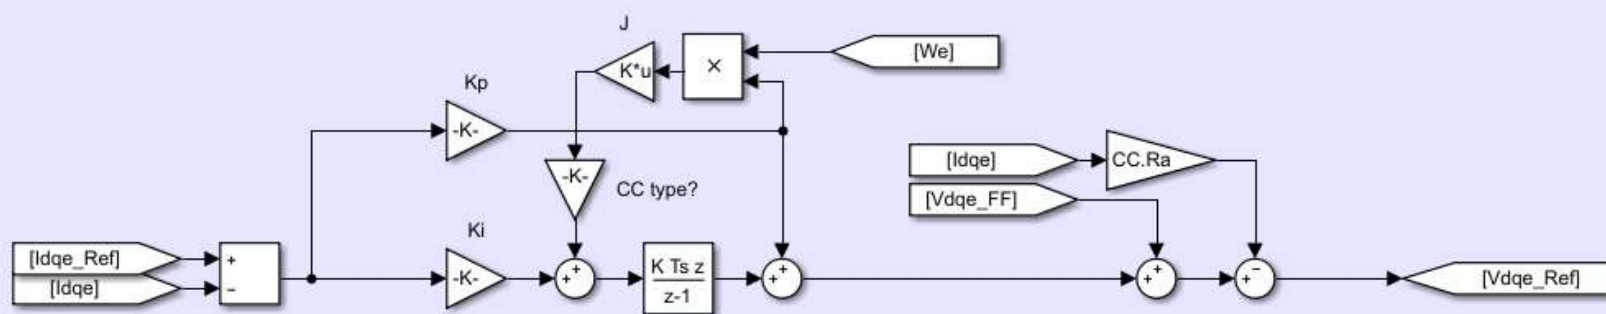 J
K*u
×
[We]
Kp
-K-
[Idqe]
CC.Ra
-K-
CC type?
[Vdqe_FF]
Ki
[Idqe_Ref]
[Idqe]
+
−
-K-
+
+
K Ts z
z-1
+
+
+
+
+
−
[Vdqe_Ref]